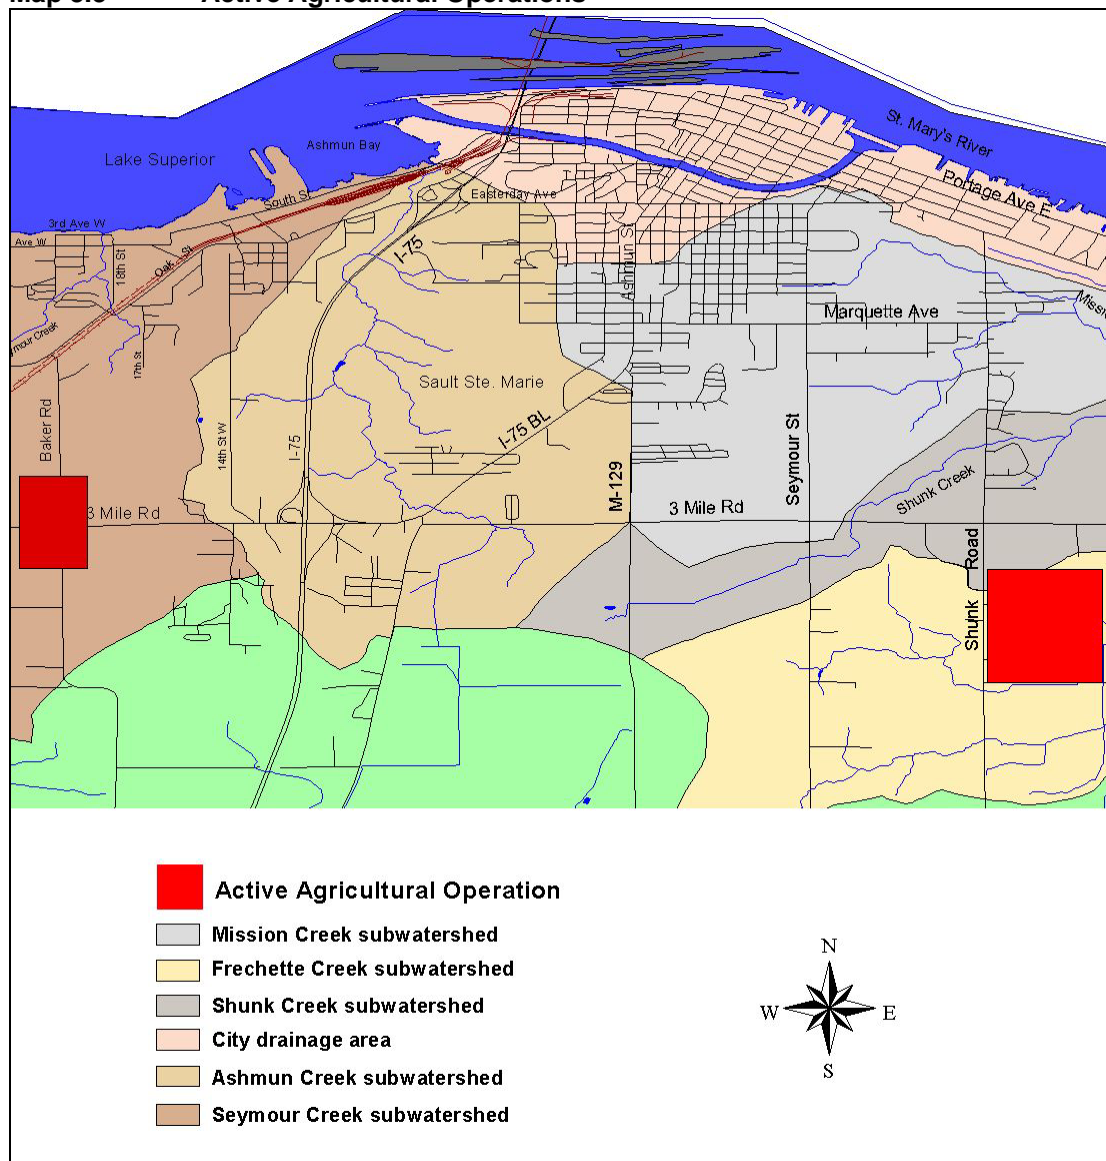 Active Agricultural Operations
St. Mary's River
Ashmun Bay
Lake Superior
Portage Ave E
Easterday Ave
South St
3rd Ave W
Ave W
I-75
Oak St
18th St
Ashmun St
Marquette Ave
17th St
Sault Ste. Marie
I-75 BL
Baker Rd
14th St W
I-75
Seymour St
M-129
Shunk Creek
3 Mile Rd
3 Mile Rd
Shunk Road
Active Agricultural Operation
Mission Creek subwatershed
Frechette Creek subwatershed
Shunk Creek subwatershed
City drainage area
Ashmun Creek subwatershed
Seymour Creek subwatershed
N
W
E
S